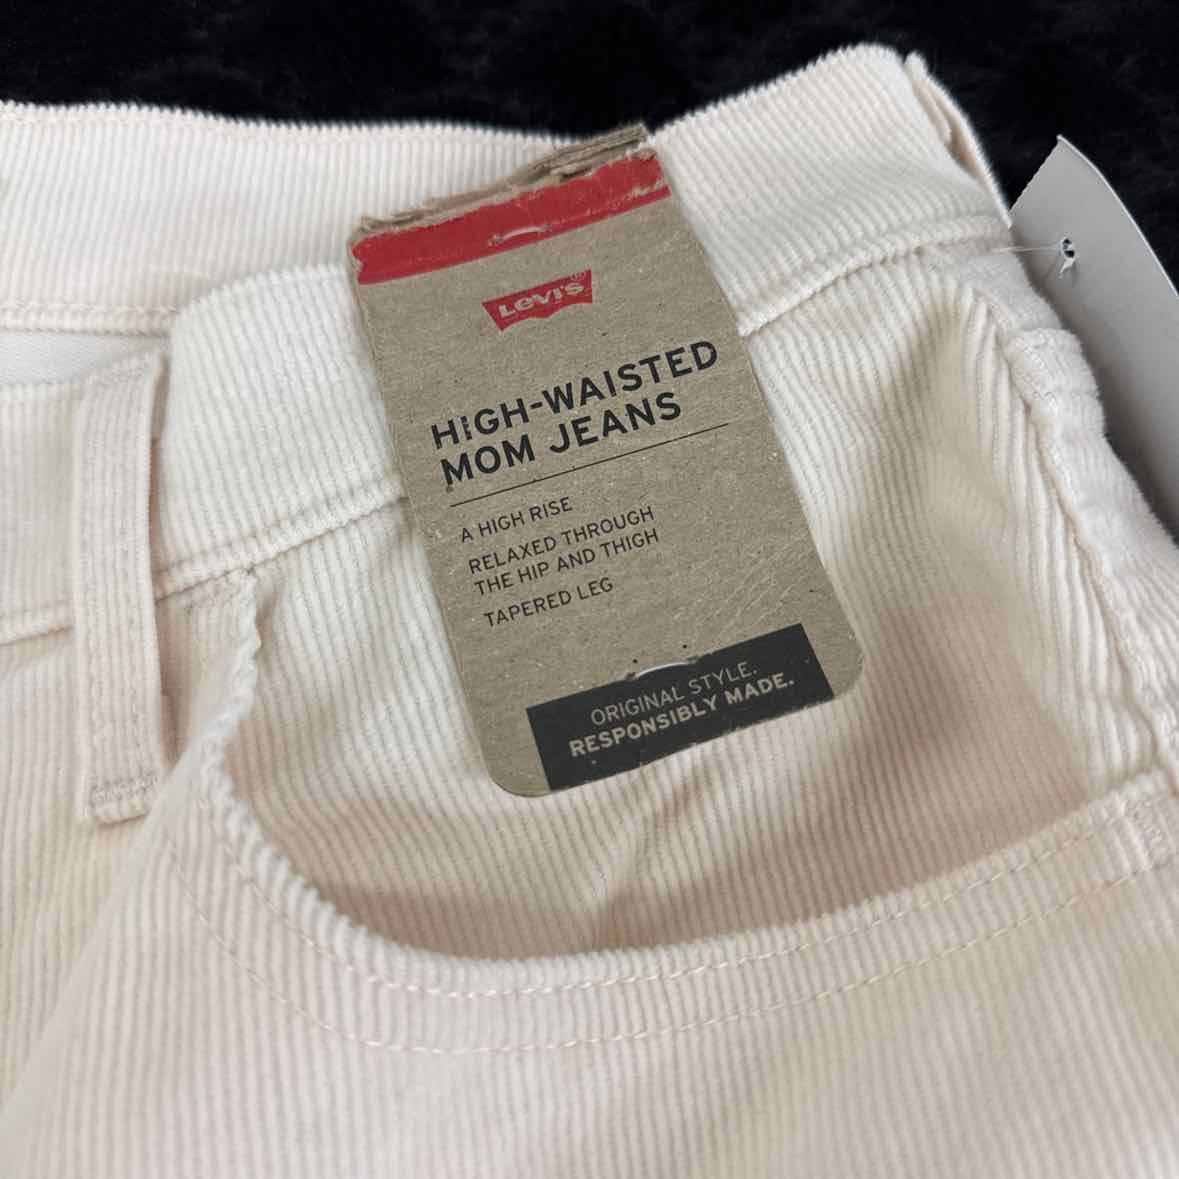 Levi's®
HIGH-WAISTED
MOM JEANS
A HIGH RISE
RELAXED THROUGH
THE HIP AND THIGH
TAPERED LEG
ORIGINAL STYLE.
RESPONSIBLY MADE.